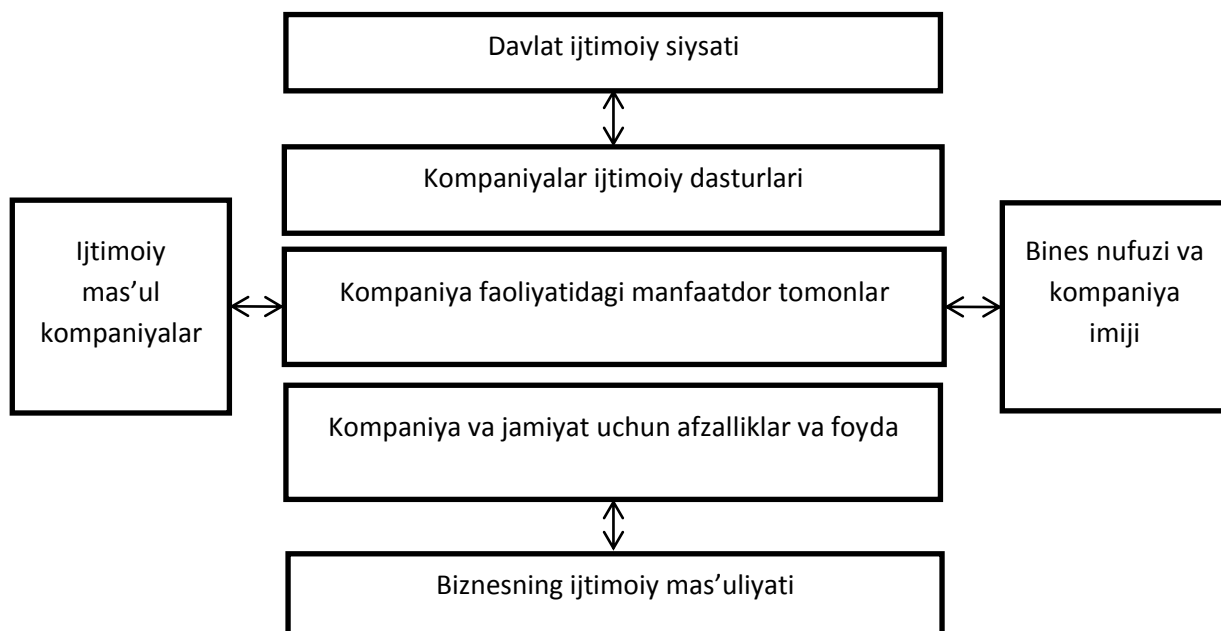 Davlat ijtimoiy siysati
Kompaniyalar ijtimoiy dasturlari
Ijtimoiy
mas’ul
kompaniyalar
Kompaniya faoliyatidagi manfaatdor tomonlar
Bines nufuzi va
kompaniya
imiji
Kompaniya va jamiyat uchun afzalliklar va foyda
Biznesning ijtimoiy mas’uliyati